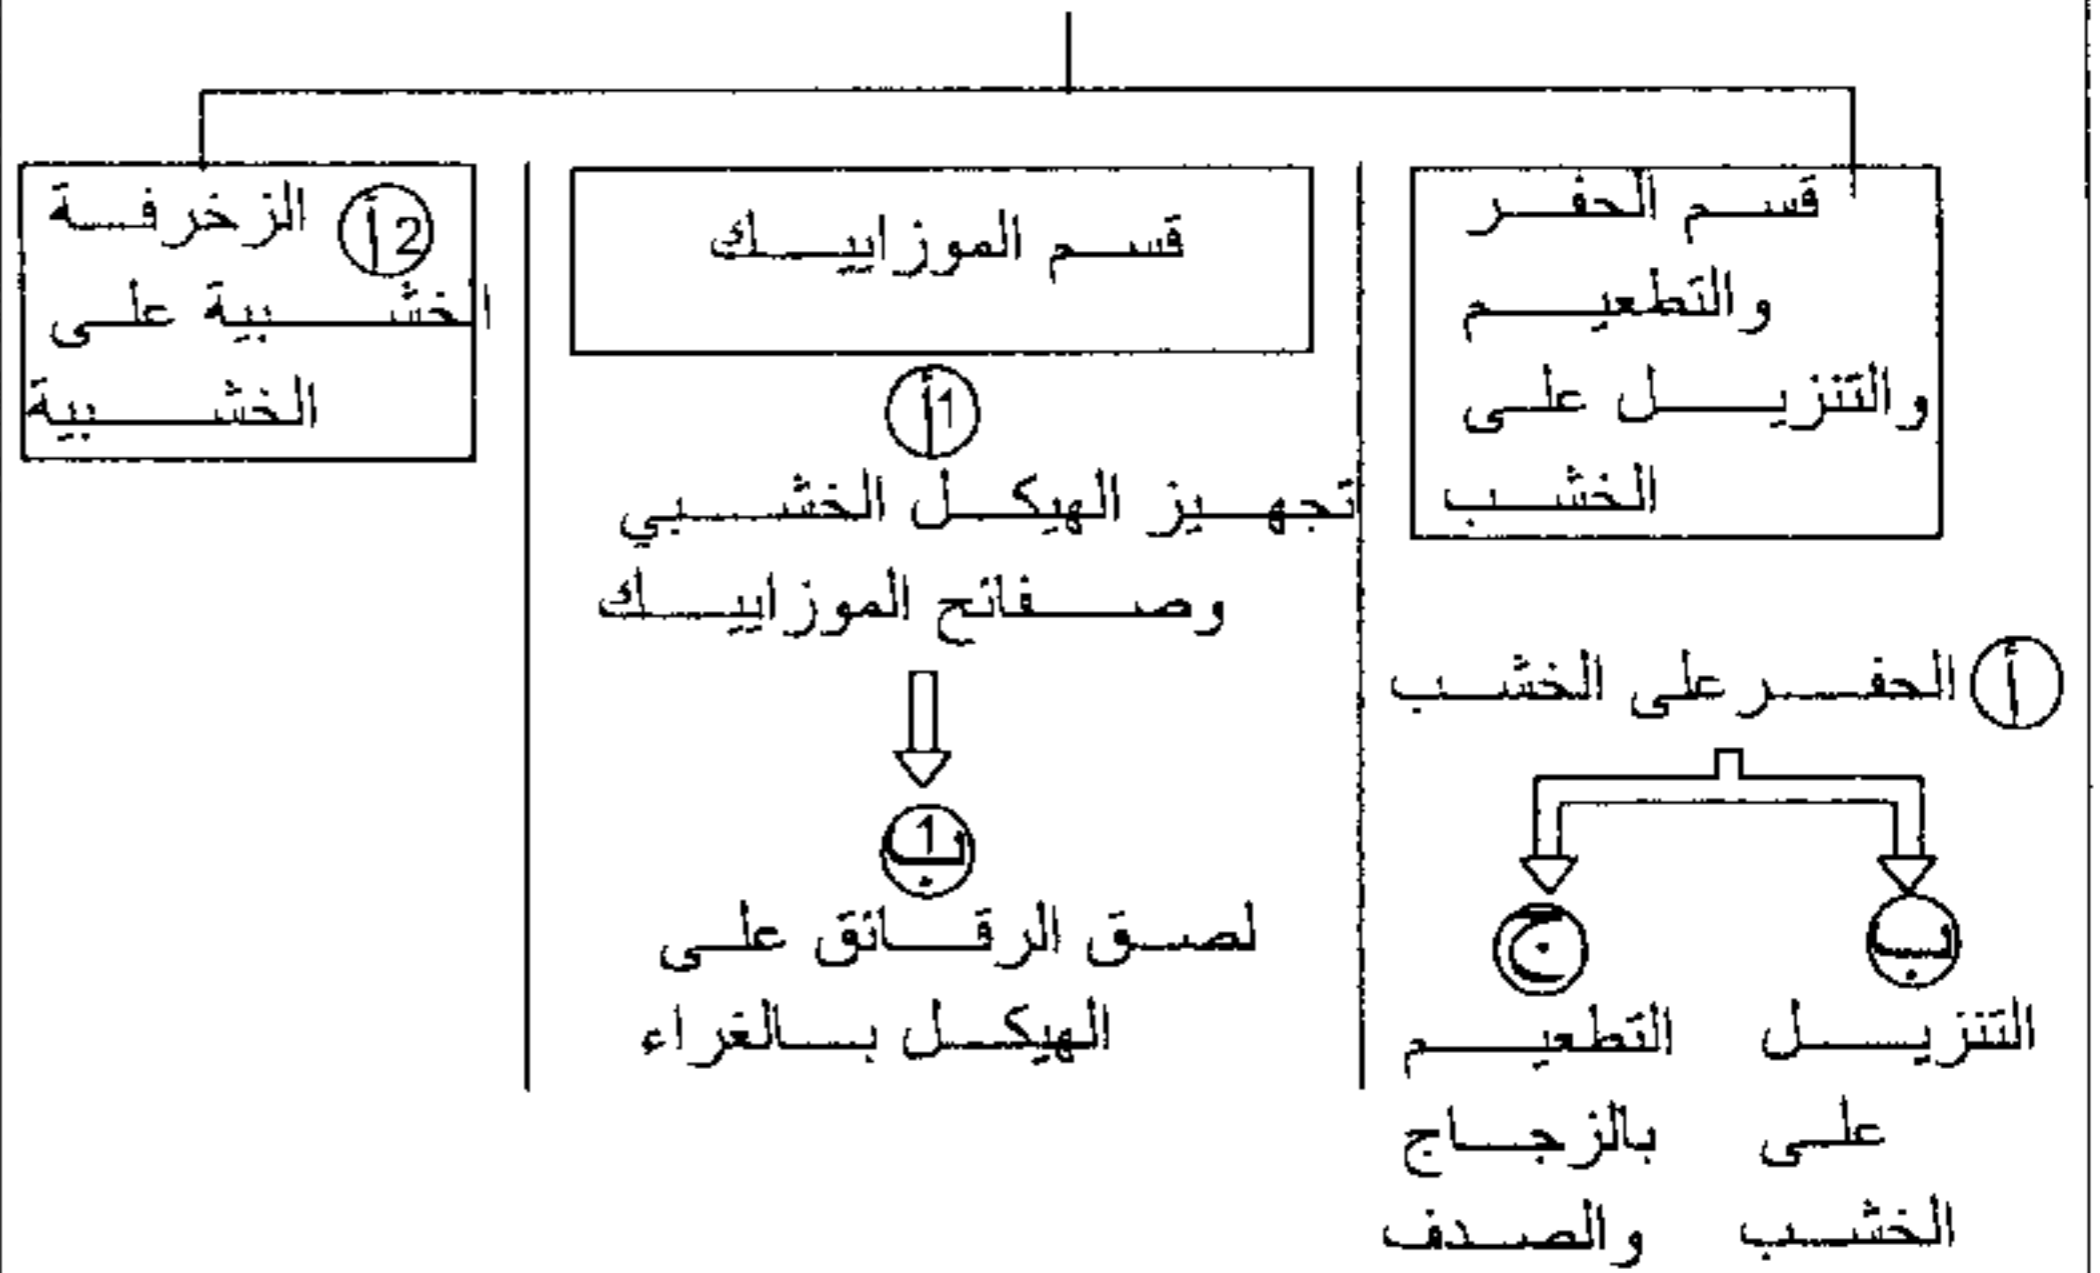 قسم الحفر
والتطعيم
والتنزيل على
الخشب
أ
الحفر على الخشب
ب
التنزيل
على
الخشب
ج
التطعيم
بالزجاج
والصدف
قسم الموزاييك
أ1
تجهيز الهيكل الخشبي
وصفائح الموزاييك
ب1
لصق الرقائق على
الهيكل بسالغراء
أ2
الزخرفة
الخشبية على
الخشبية